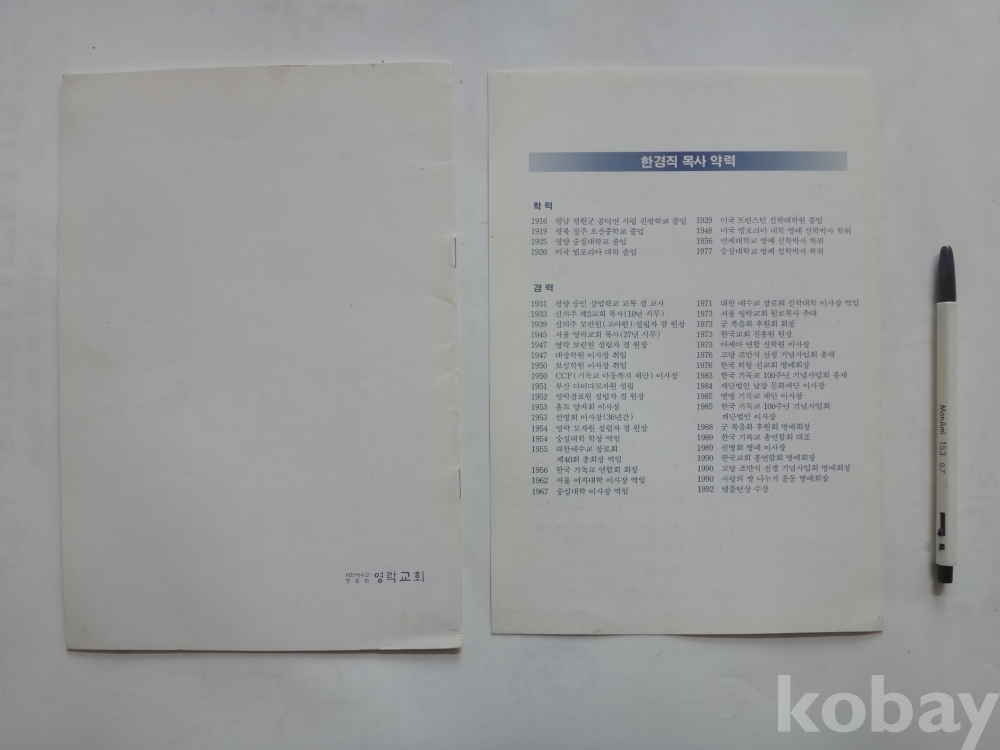 한경직 목사 약력
학 력
1916 평남 평원군 공덕면 사립 진광학교 졸업
1919 평북 정주 오산중학교 졸업
1925 평양 숭실대학교 졸업
1926 미국 엠포리아 대학 졸업
1929 미국 프린스턴 신학대학원 졸업
1948 미국 엠포리아 대학 명예 신학박사 학위
1956 연세대학교 명예 신학박사 학위
1977 숭실대학교 명예 철학박사 학위
경 력
1931 평양 숭인 상업학교 교목 겸 교사
1933 신의주 제2교회 목사(10년 시무)
1939 신의주 보린원(고아원) 설립자 겸 원장
1945 서울 영락교회 목사(27년 시무)
1947 영락 보린원 설립자 겸 원장
1947 대광학원 이사장 취임
1950 보성학원 이사장 취임
1950 CCF(기독교 아동복지 재단) 이사장
1951 부산 다비다모자원 설립
1952 영락경로원 설립자 겸 원장
1953 홀트 양자회 이사장
1953 선명회 이사장(36년간)
1954 영락 모자원 설립자 겸 원장
1954 숭실대학 학장 역임
1955 대한예수교 장로회
제40회 총회장 역임
1956 한국 기독교 연합회 회장
1962 서울 여자대학 이사장 역임
1967 숭실대학 이사장 역임
1971 대한 예수교 장로회 신학대학 이사장 역임
1973 서울 영락교회 원로목사 추대
1973 군 복음화 후원회 회장
1973 한국교회 진흥원 원장
1973 아세아 연합 신학원 이사장
1976 고당 조만식 선생 기념사업회 총재
1976 한국 외항 선교회 명예회장
1983 한국 기독교 100주년 기념사업회 총재
1984 재단법인 남강 문화재단 이사장
1985 벧엘 기독교 재단 이사장
1985 한국 기독교 100주년 기념사업회
재단법인 이사장
1988 군 복음화 후원회 명예회장
1989 한국 기독교 총연합회 대표
1989 선명회 명예 이사장
1990 한국교회 총연합회 명예회장
1990 고당 조만식 선생 기념사업회 명예회장
1990 사랑의 쌀 나누기 운동 명예회장
1992 템플턴상 수상
대한예수교
장로회 영락교회
MonAmi 153 0.7
kobay